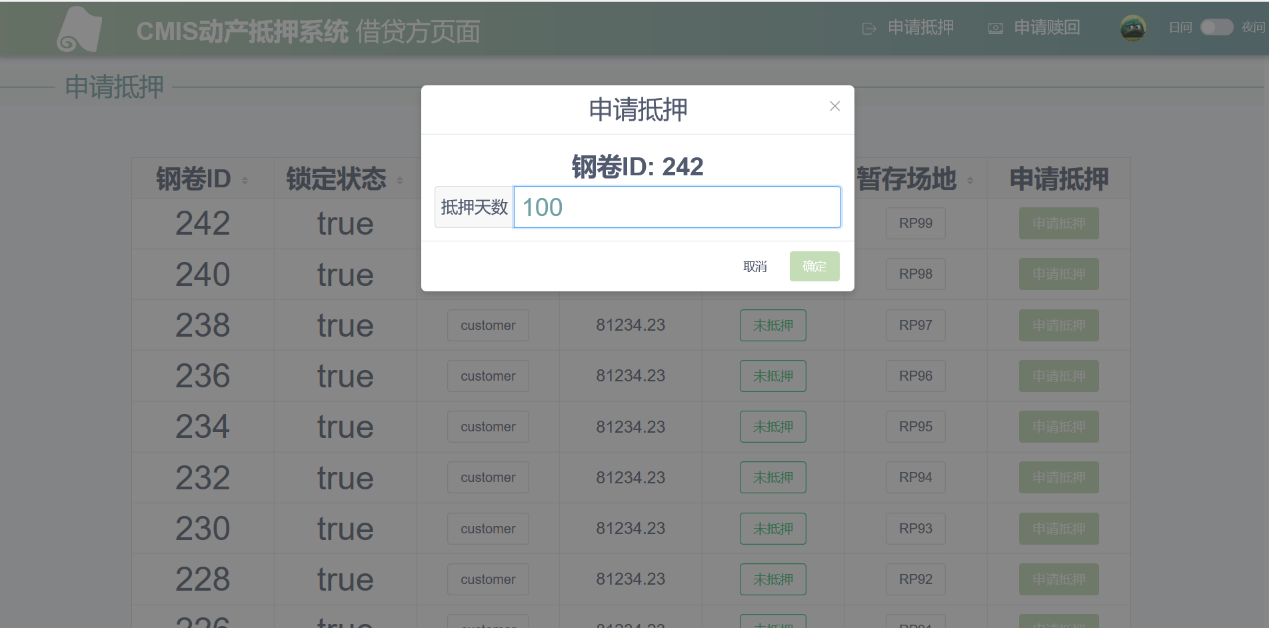 CMIS动产抵押系统 借贷方页面 申请抵押 申请赎回 日间 夜间
申请抵押
申请抵押
钢卷ID: 242
抵押天数 100
取消 确定
钢卷ID 锁定状态 暂存场地 申请抵押
242 true RP99 申请抵押
240 true RP98 申请抵押
238 true customer 81234.23 未抵押 RP97 申请抵押
236 true customer 81234.23 未抵押 RP96 申请抵押
234 true customer 81234.23 未抵押 RP95 申请抵押
232 true customer 81234.23 未抵押 RP94 申请抵押
230 true customer 81234.23 未抵押 RP93 申请抵押
228 true customer 81234.23 未抵押 RP92 申请抵押